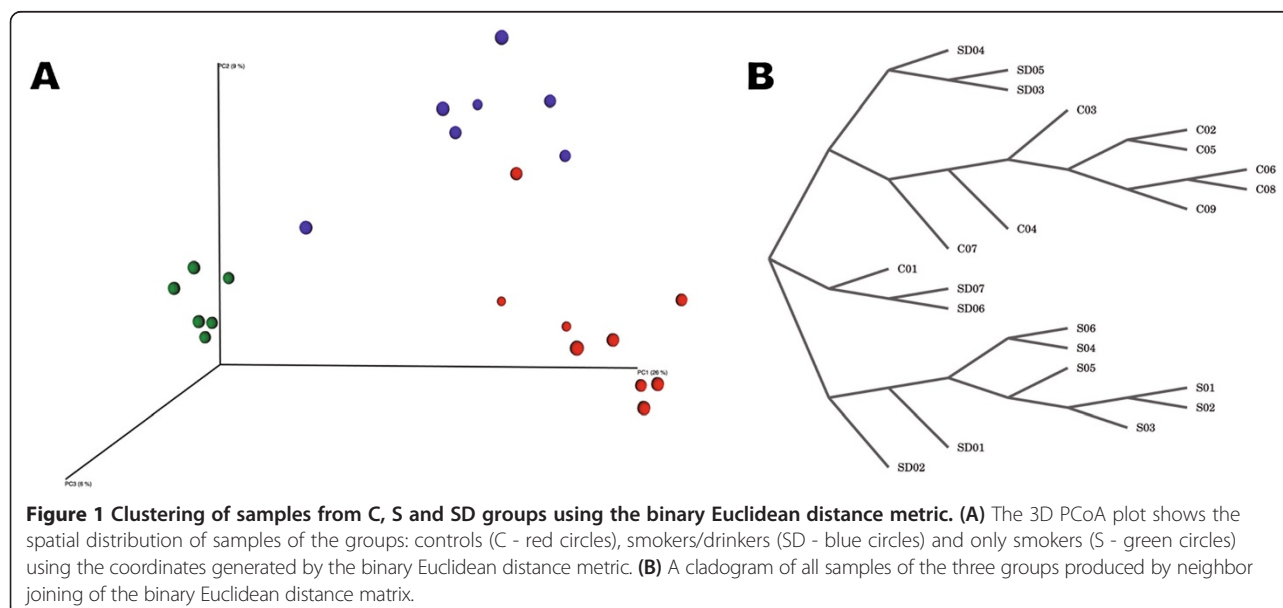 A
PC2 (9 %)
PC1 (26 %)
PC3 (6 %)
B
SD04
SD05
SD03
C03
C02
C05
C06
C08
C09
C04
C07
C01
SD07
SD06
S06
S04
S05
S01
S02
S03
SD01
SD02
Figure 1 Clustering of samples from C, S and SD groups using the binary Euclidean distance metric. (A) The 3D PCoA plot shows the
spatial distribution of samples of the groups: controls (C - red circles), smokers/drinkers (SD - blue circles) and only smokers (S - green circles)
using the coordinates generated by the binary Euclidean distance metric. (B) A cladogram of all samples of the three groups produced by neighbor
joining of the binary Euclidean distance matrix.